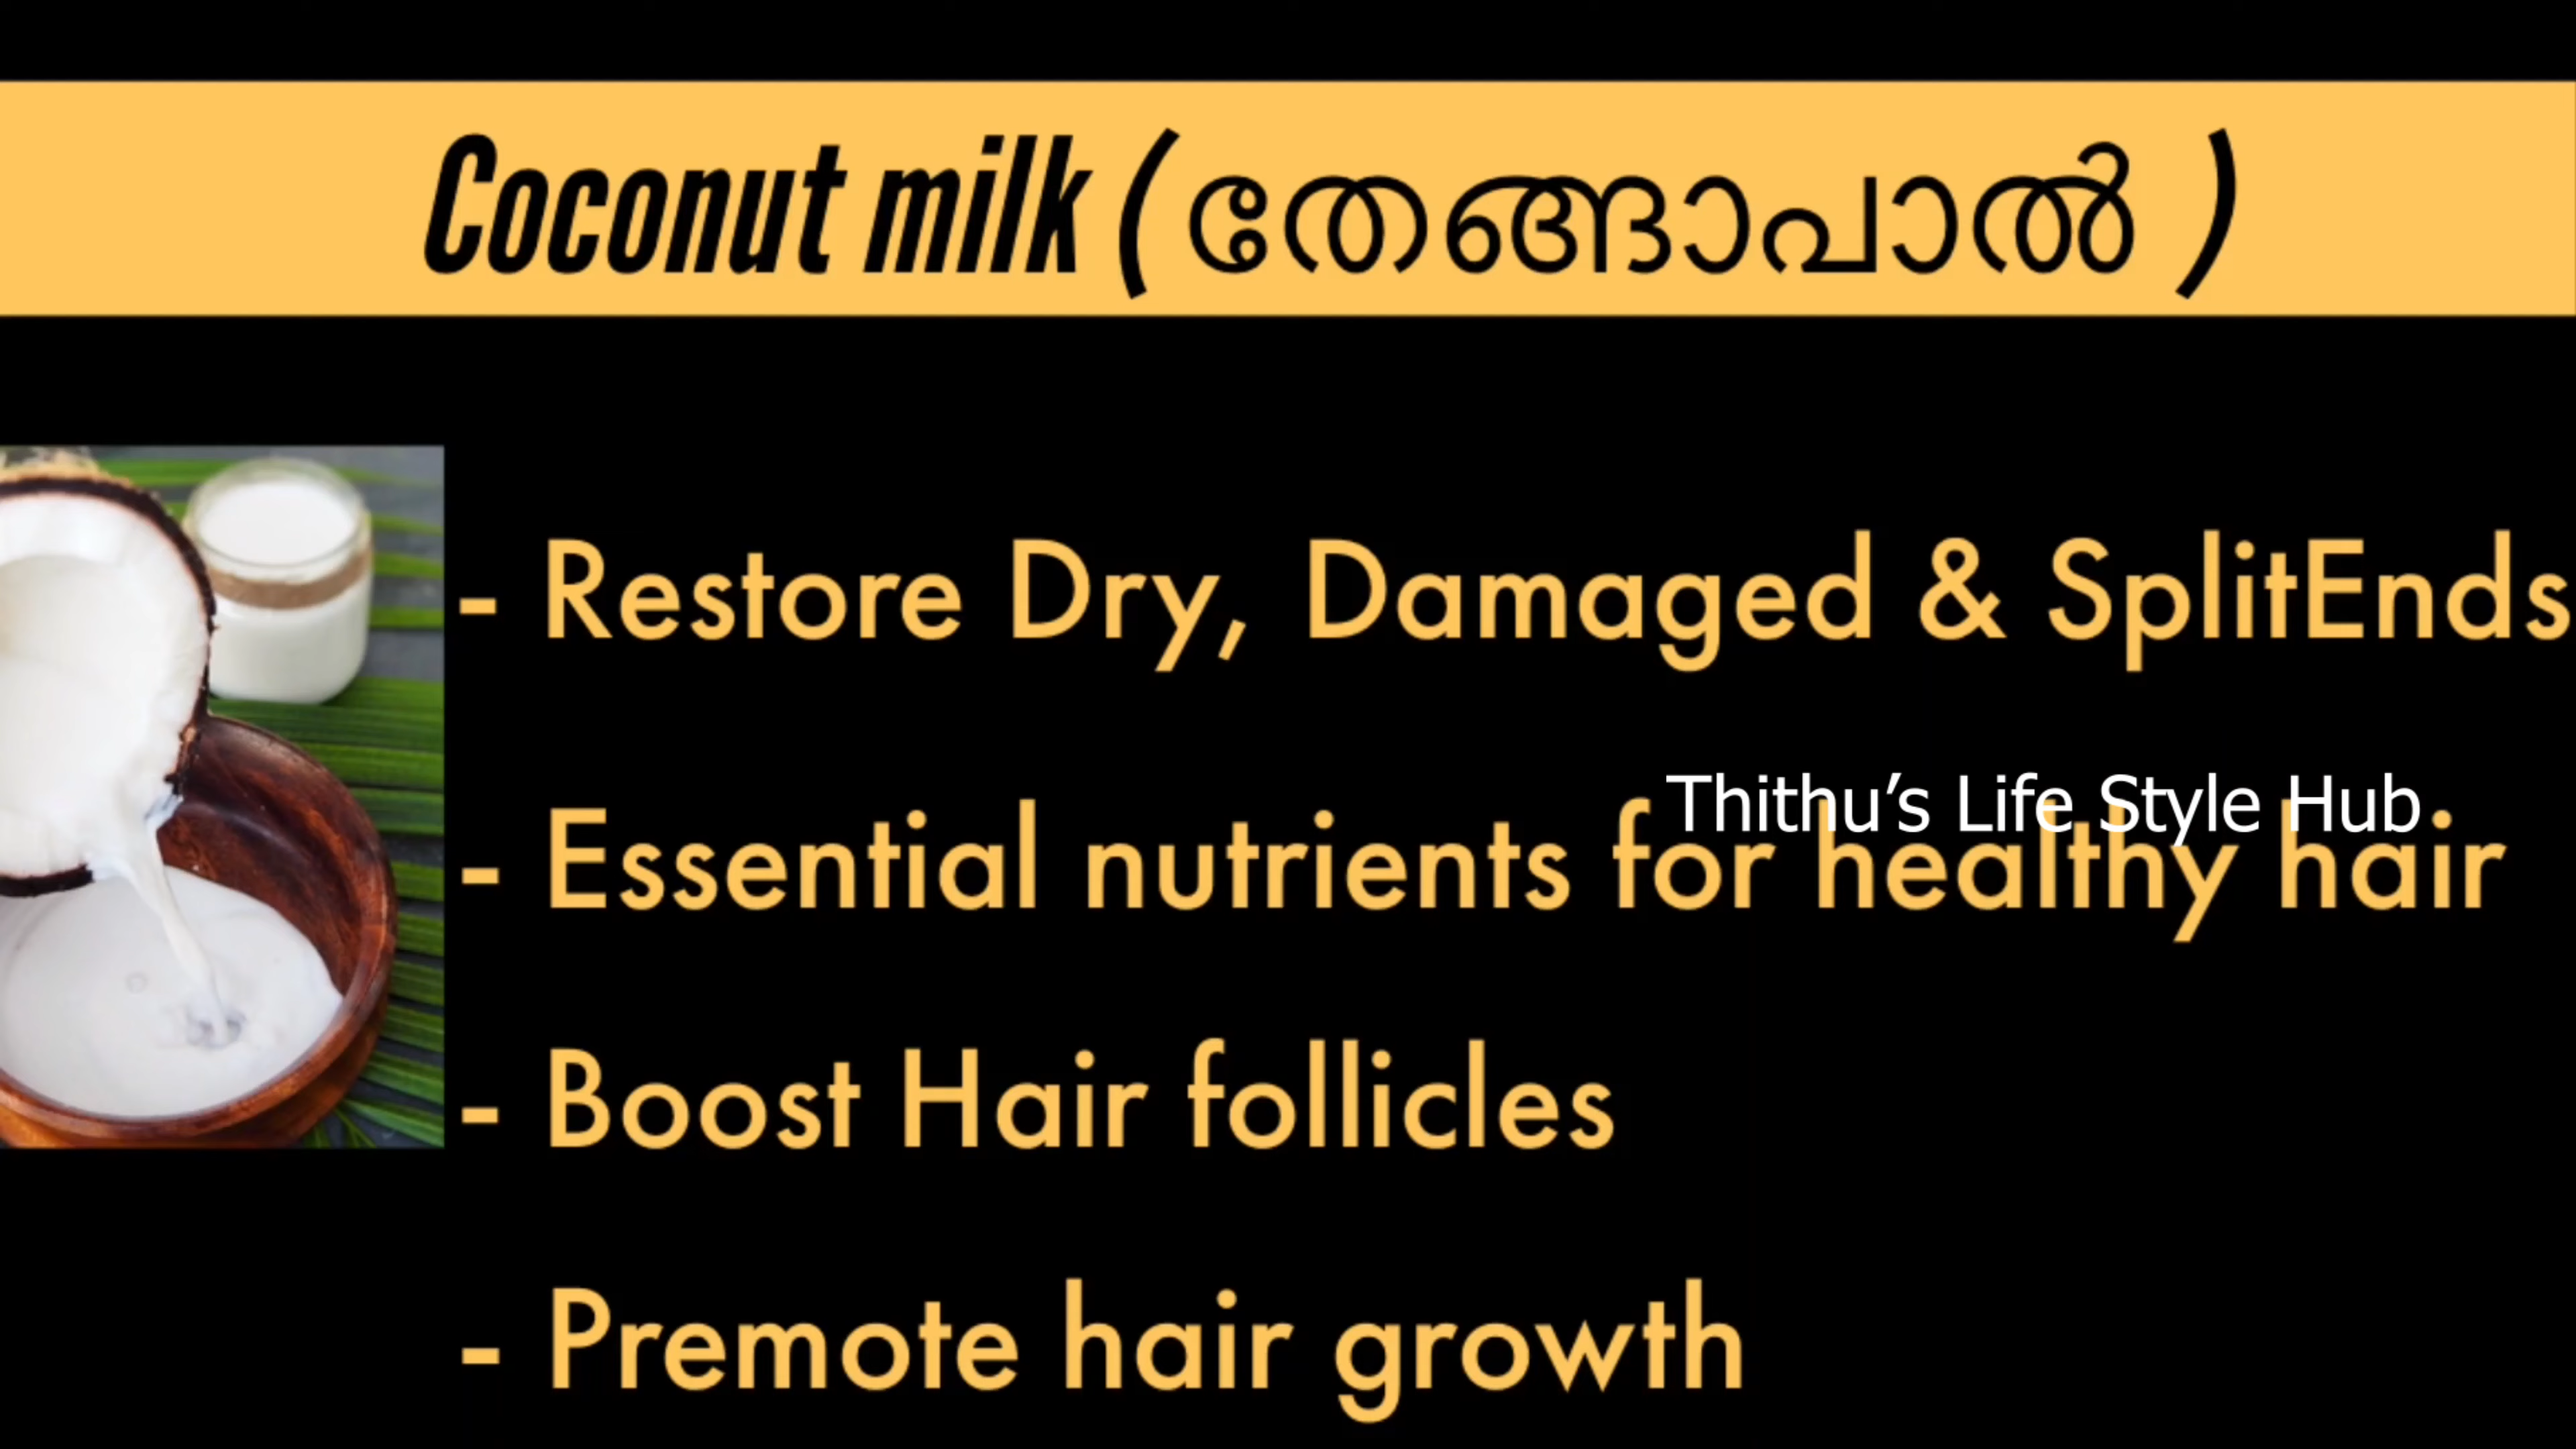 Coconut milk ( തേങ്ങാപാൽ )
- Restore Dry, Damaged & SplitEnds
Thithu’s Life Style Hub
- Essential nutrients for healthy hair
- Boost Hair follicles
- Premote hair growth